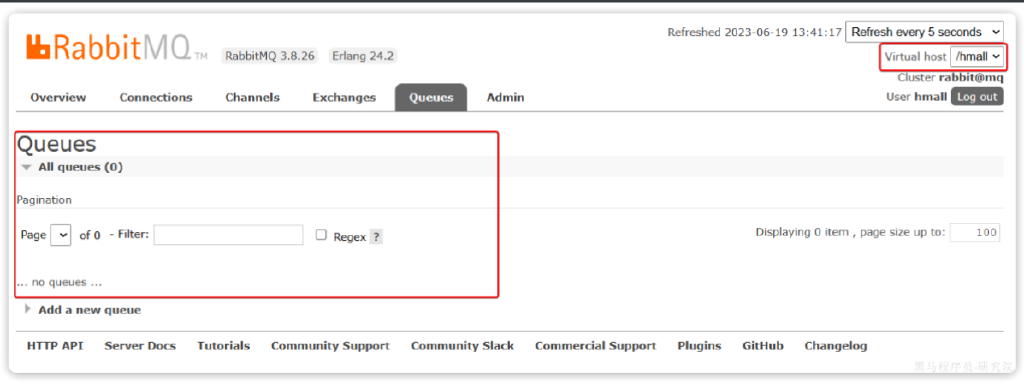 RabbitMQ TM RabbitMQ 3.8.26 Erlang 24.2
Refreshed 2023-06-19 13:41:17 Refresh every 5 seconds
Virtual host /hmall
Cluster rabbit@mq
User hmall Log out
Overview Connections Channels Exchanges Queues Admin
Queues
All queues (0)
Pagination
Page of 0 - Filter: Regex ?
Displaying 0 item , page size up to: 100
... no queues ...
Add a new queue
HTTP API Server Docs Tutorials Community Support Community Slack Commercial Support Plugins GitHub Changelog
黑马程序员-研究院